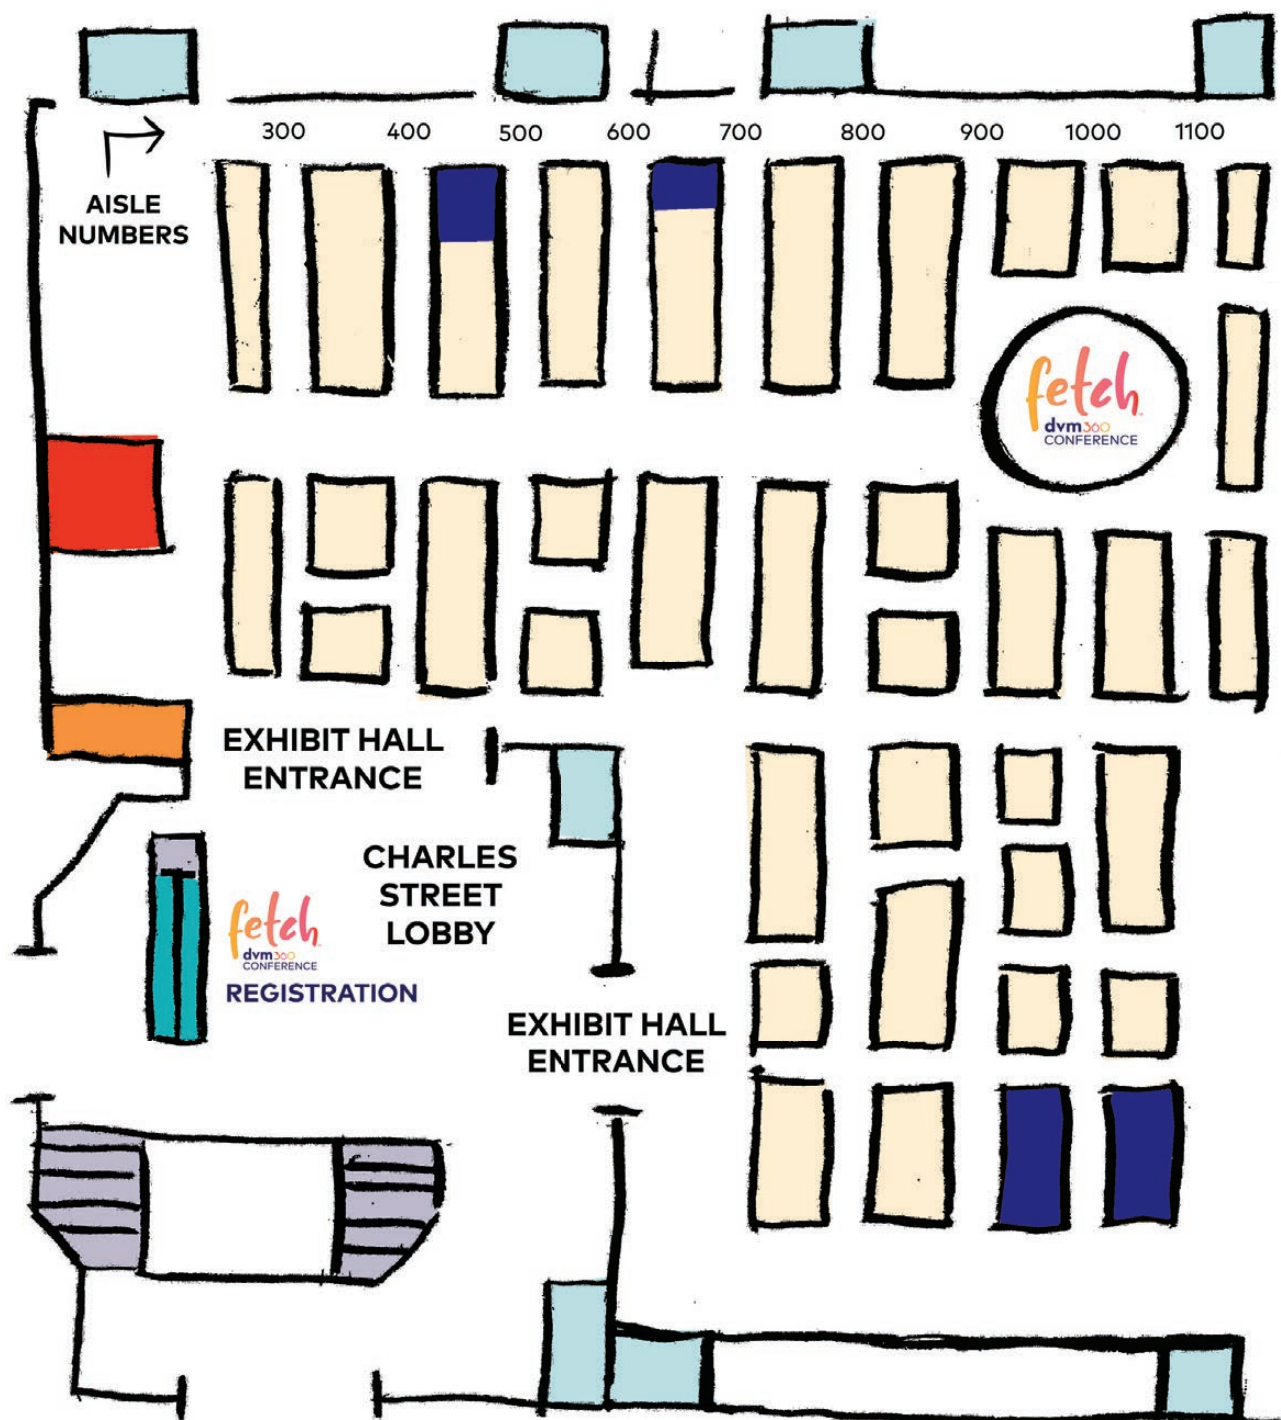 300 400 500 600 700 800 900 1000 1100
AISLE
NUMBERS
fetch
dvm360
CONFERENCE
EXHIBIT HALL
ENTRANCE
CHARLES
STREET
LOBBY
fetch
dvm360
CONFERENCE
REGISTRATION
EXHIBIT HALL
ENTRANCE